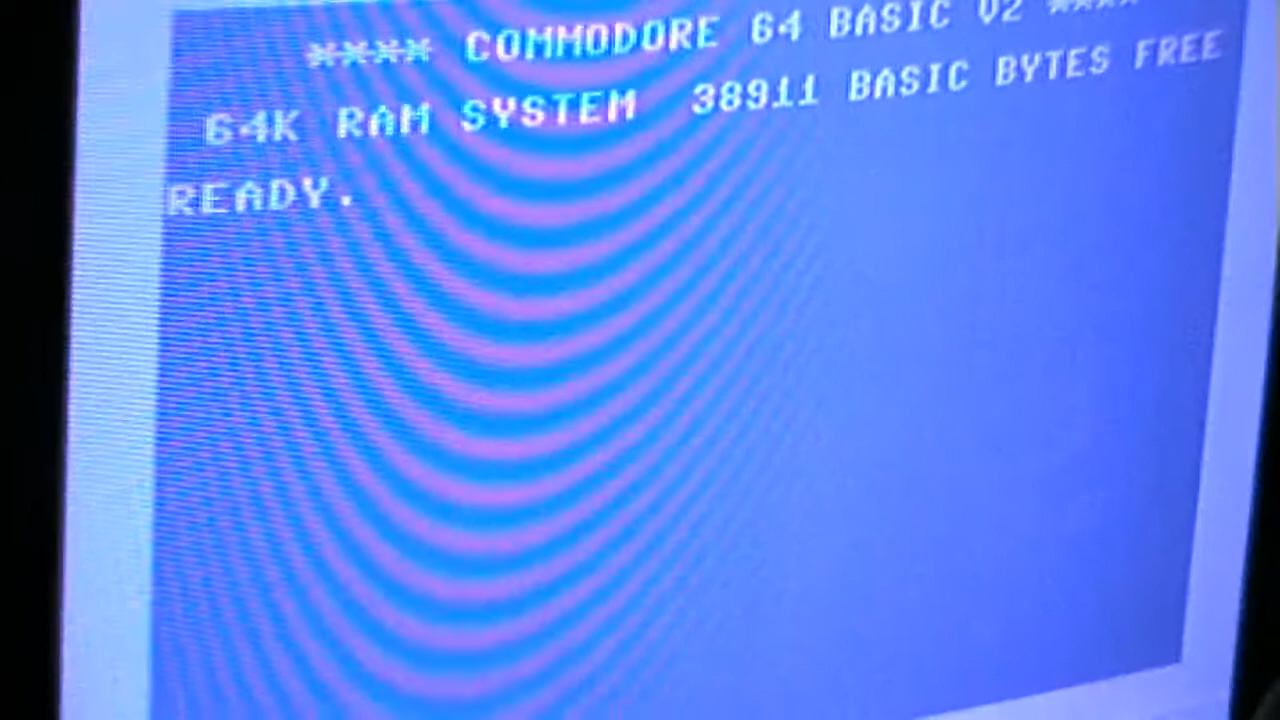 **** COMMODORE 64 BASIC V2 ****
64K RAM SYSTEM 38911 BASIC BYTES FREE
READY.